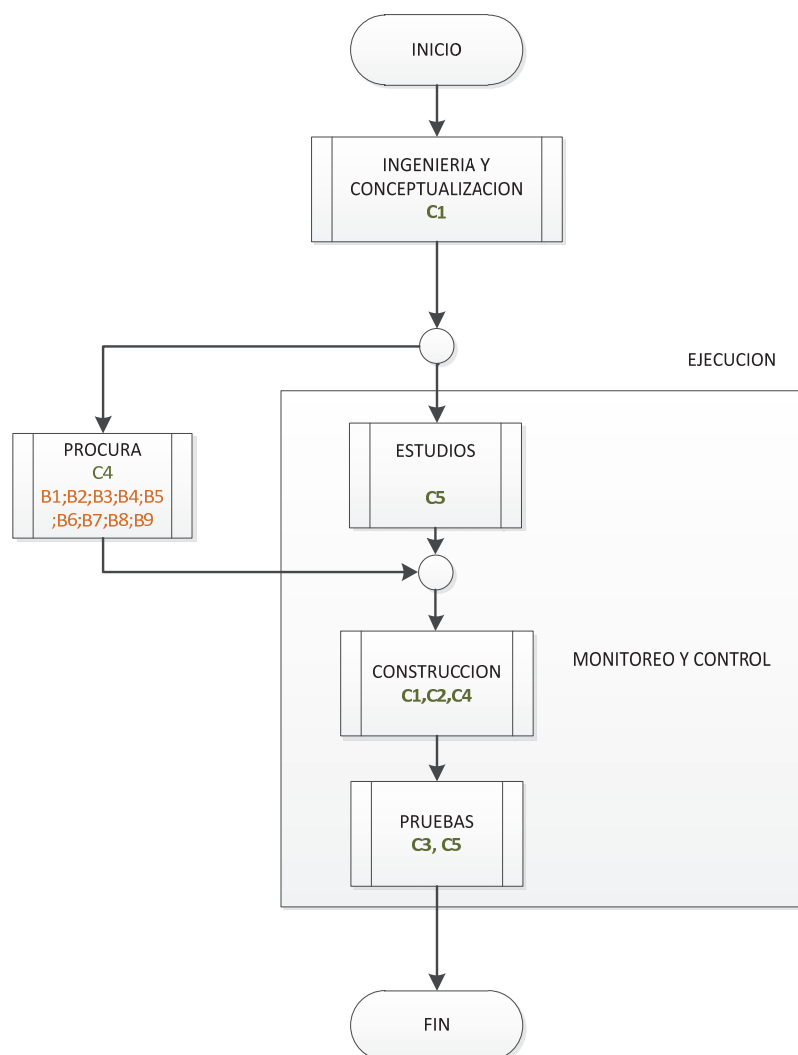 INICIO
INGENIERIA Y
CONCEPTUALIZACION
C1
EJECUCION
PROCURA
C4
B1;B2;B3;B4;B5
;B6;B7;B8;B9
ESTUDIOS
C5
CONSTRUCCION
C1,C2,C4
MONITOREO Y CONTROL
PRUEBAS
C3, C5
FIN